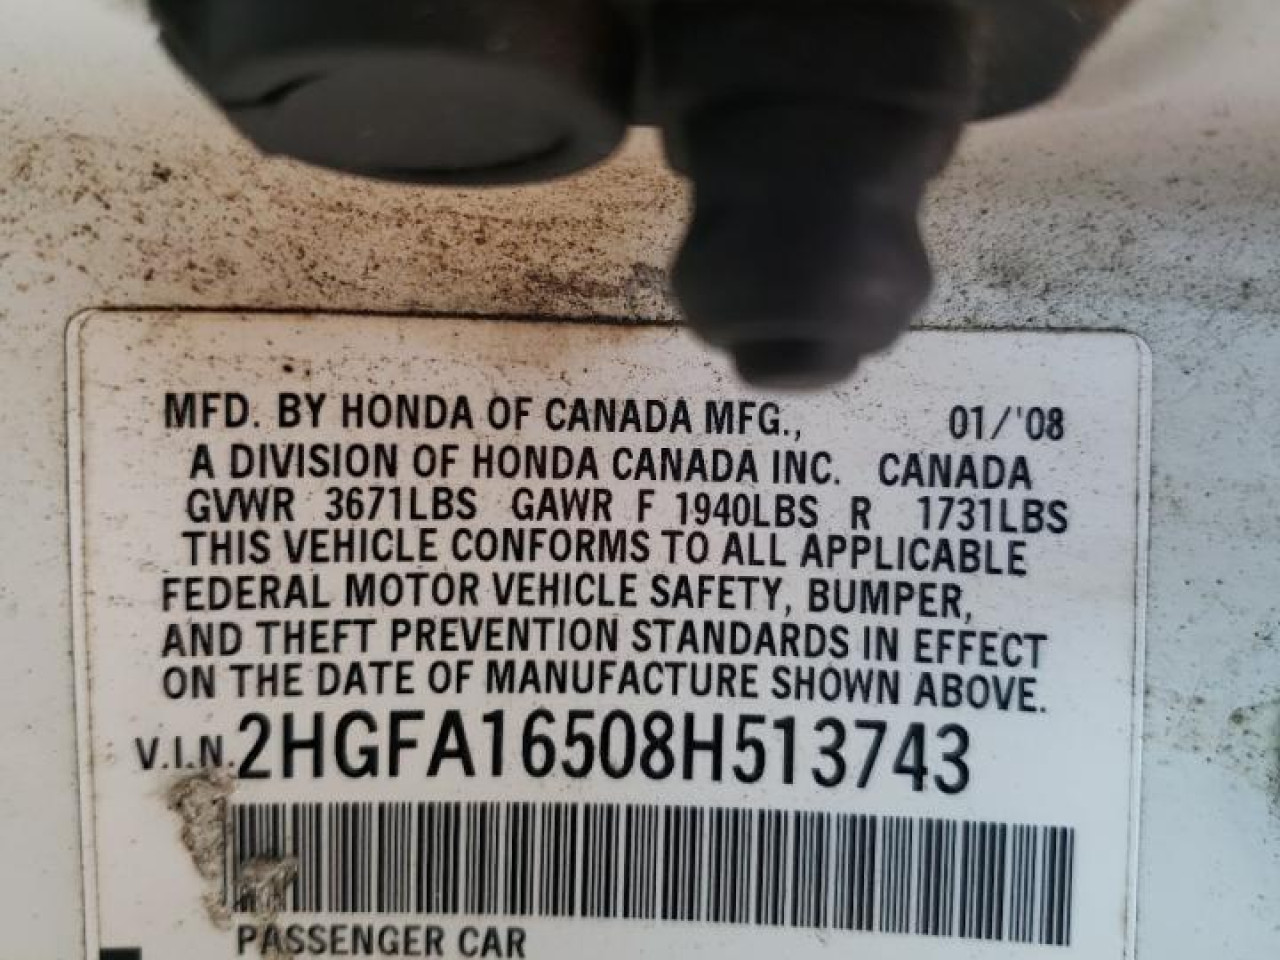 MFD. BY HONDA OF CANADA MFG., 01/'08
A DIVISION OF HONDA CANADA INC. CANADA
GVWR 3671LBS GAWR F 1940LBS R 1731LBS
THIS VEHICLE CONFORMS TO ALL APPLICABLE
FEDERAL MOTOR VEHICLE SAFETY, BUMPER,
AND THEFT PREVENTION STANDARDS IN EFFECT
ON THE DATE OF MANUFACTURE SHOWN ABOVE.
V.I.N. 2HGFA16508H513743
PASSENGER CAR